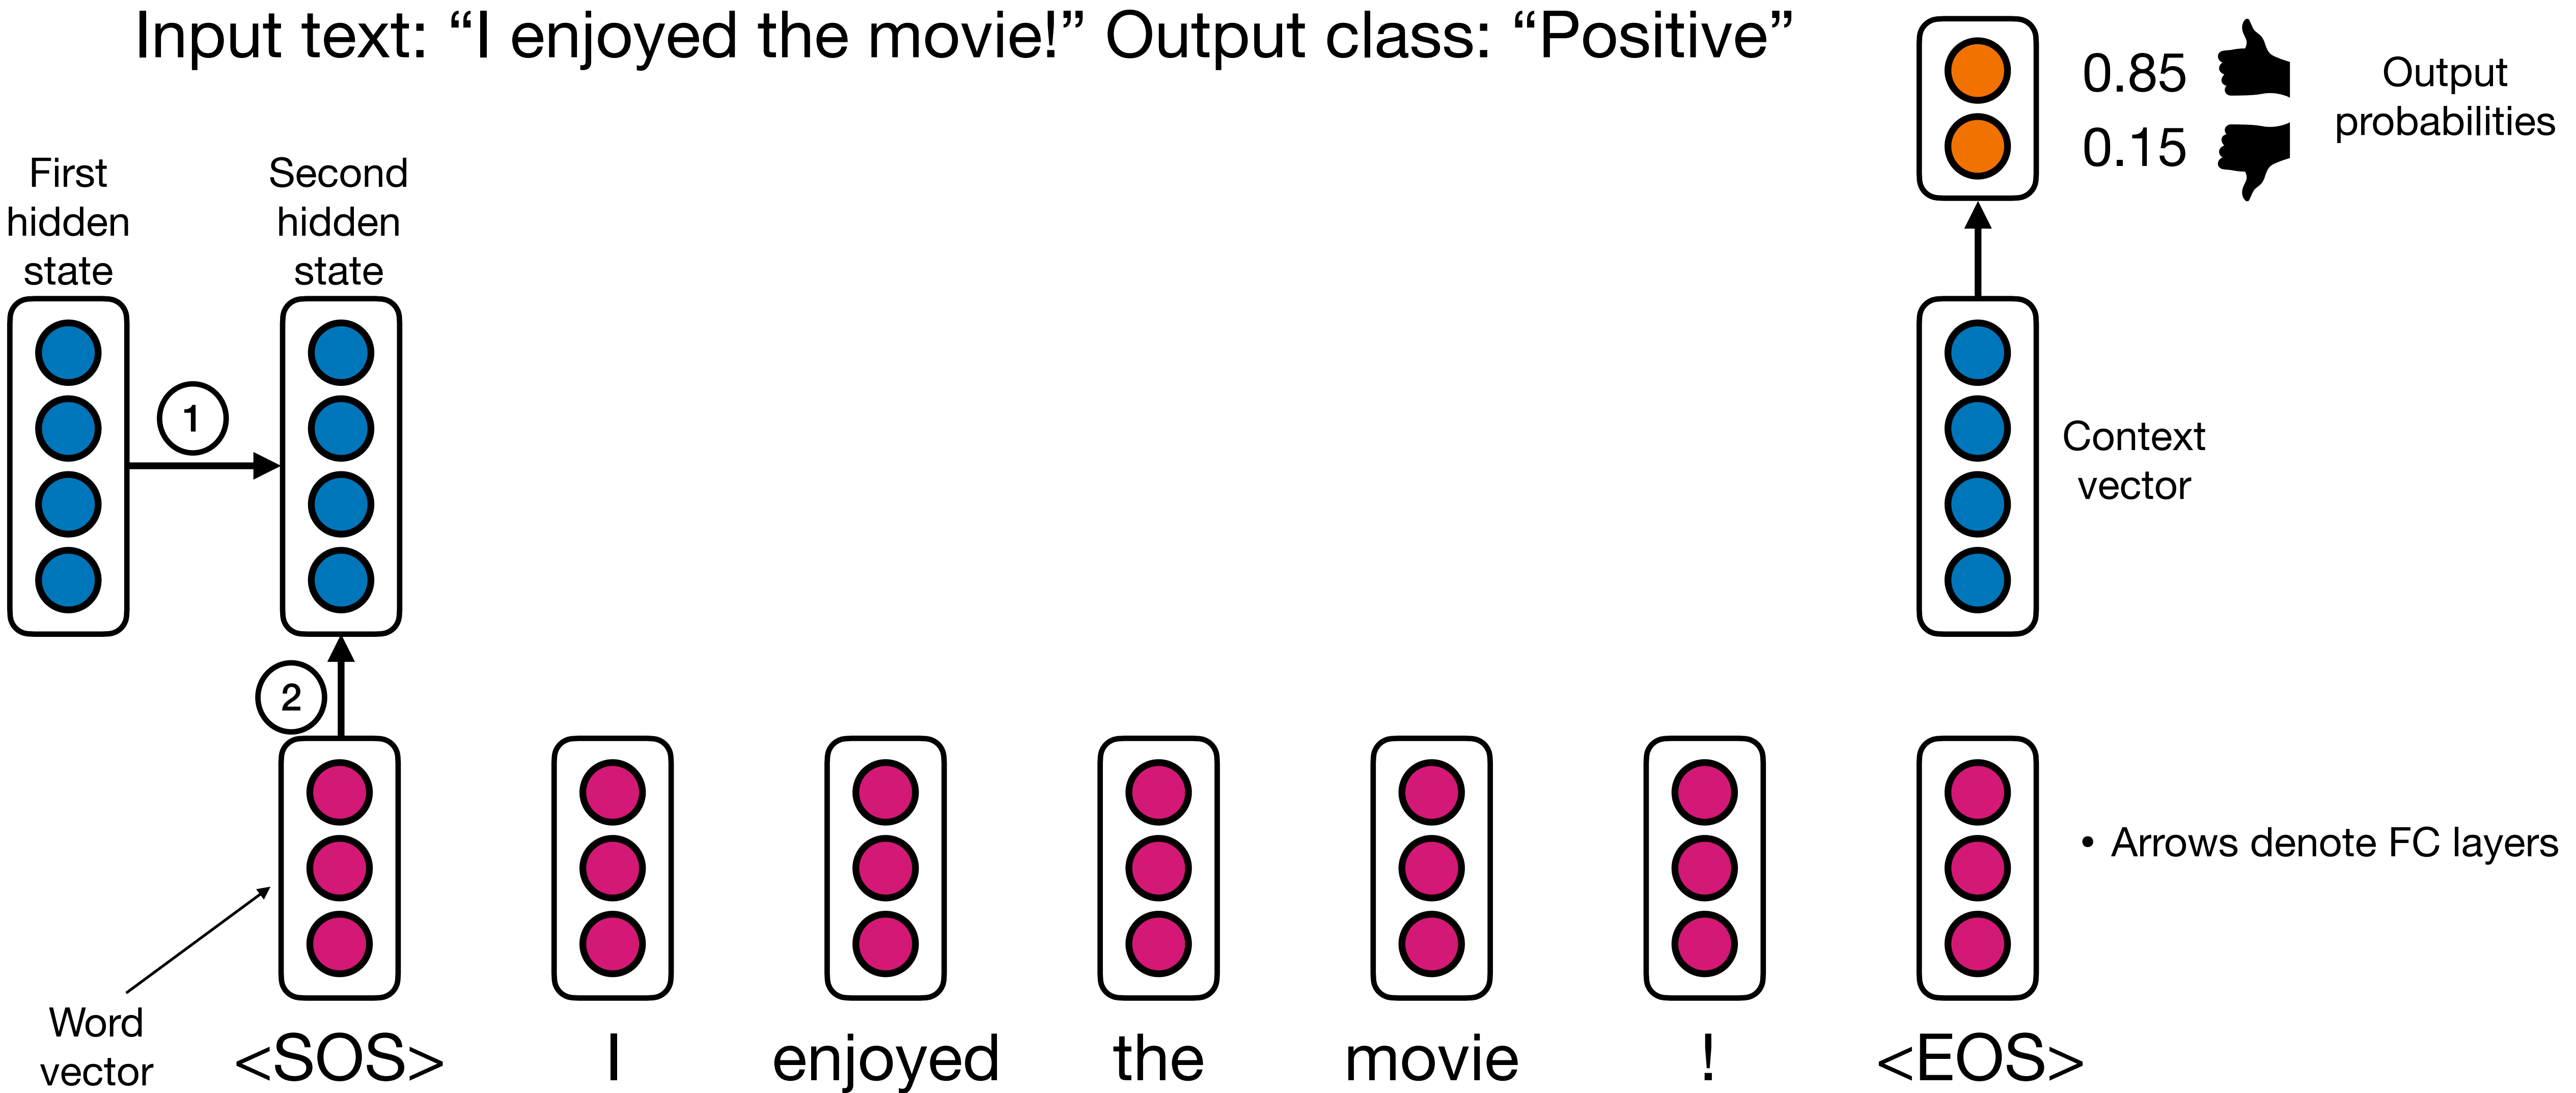 Input text: “I enjoyed the movie!” Output class: “Positive”
0.85
0.15
Output
probabilities
First
hidden
state
Second
hidden
state
1
Context
vector
2
• Arrows denote FC layers
Word
vector
<SOS> I enjoyed the movie ! <EOS>